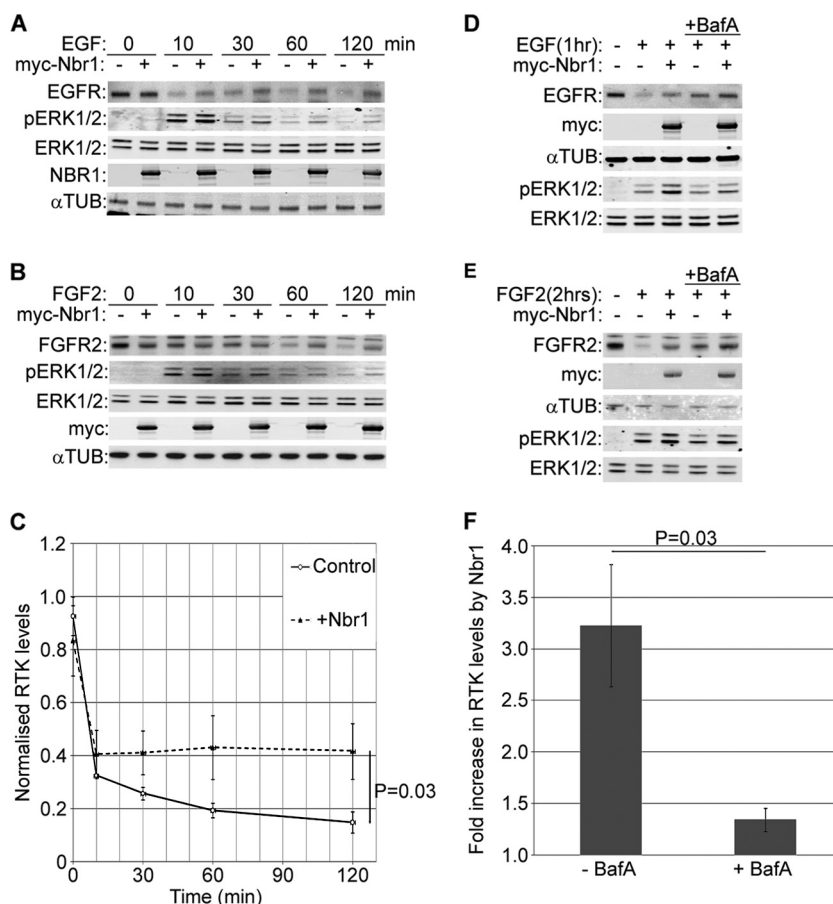 A
EGF: 0 10 30 60 120 min
myc-Nbr1: - + - + - + - + - +
EGFR:
pERK1/2:
ERK1/2:
NBR1
αTUB:
B
FGF2: 0 10 30 60 120 min
myc-Nbr1: - + - + - + - + - +
FGFR2:
pERK1/2:
ERK1/2:
myc:
αTUB:
C
Normalised RTK levels
1.2
1.0
0.8
0.6
0.4
0.2
0
Control
+Nbr1
P=0.03
0 30 60 90 120
Time (min)
D
+BafA
EGF(1hr): - + + + +
myc-Nbr1: - - + - +
EGFR:
myc:
αTUB:
pERK1/2:
ERK1/2:
E
+BafA
FGF2(2hrs): - + + + +
myc-Nbr1: - - + - +
FGFR2:
myc:
αTUB:
pERK1/2:
ERK1/2:
F
Fold increase in RTK levels by Nbr1
P=0.03
4.0
3.5
3.0
2.5
2.0
1.5
1.0
- BafA + BafA